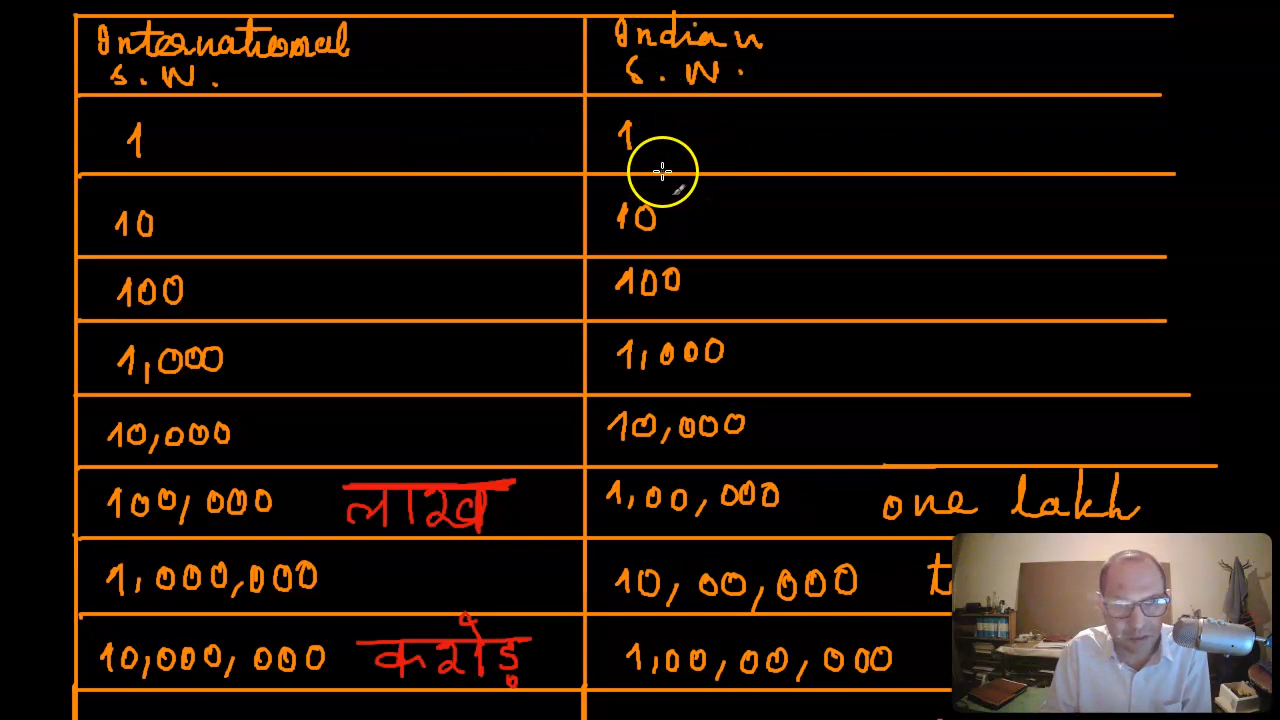 International Indian
S.W. S.W.
1 1
10 10
100 100
1,000 1,000
10,000 10,000
100,000 लाख 1,00,000 one lakh
1,000,000 10,00,000
10,000,000 करोड़ 1,00,00,000